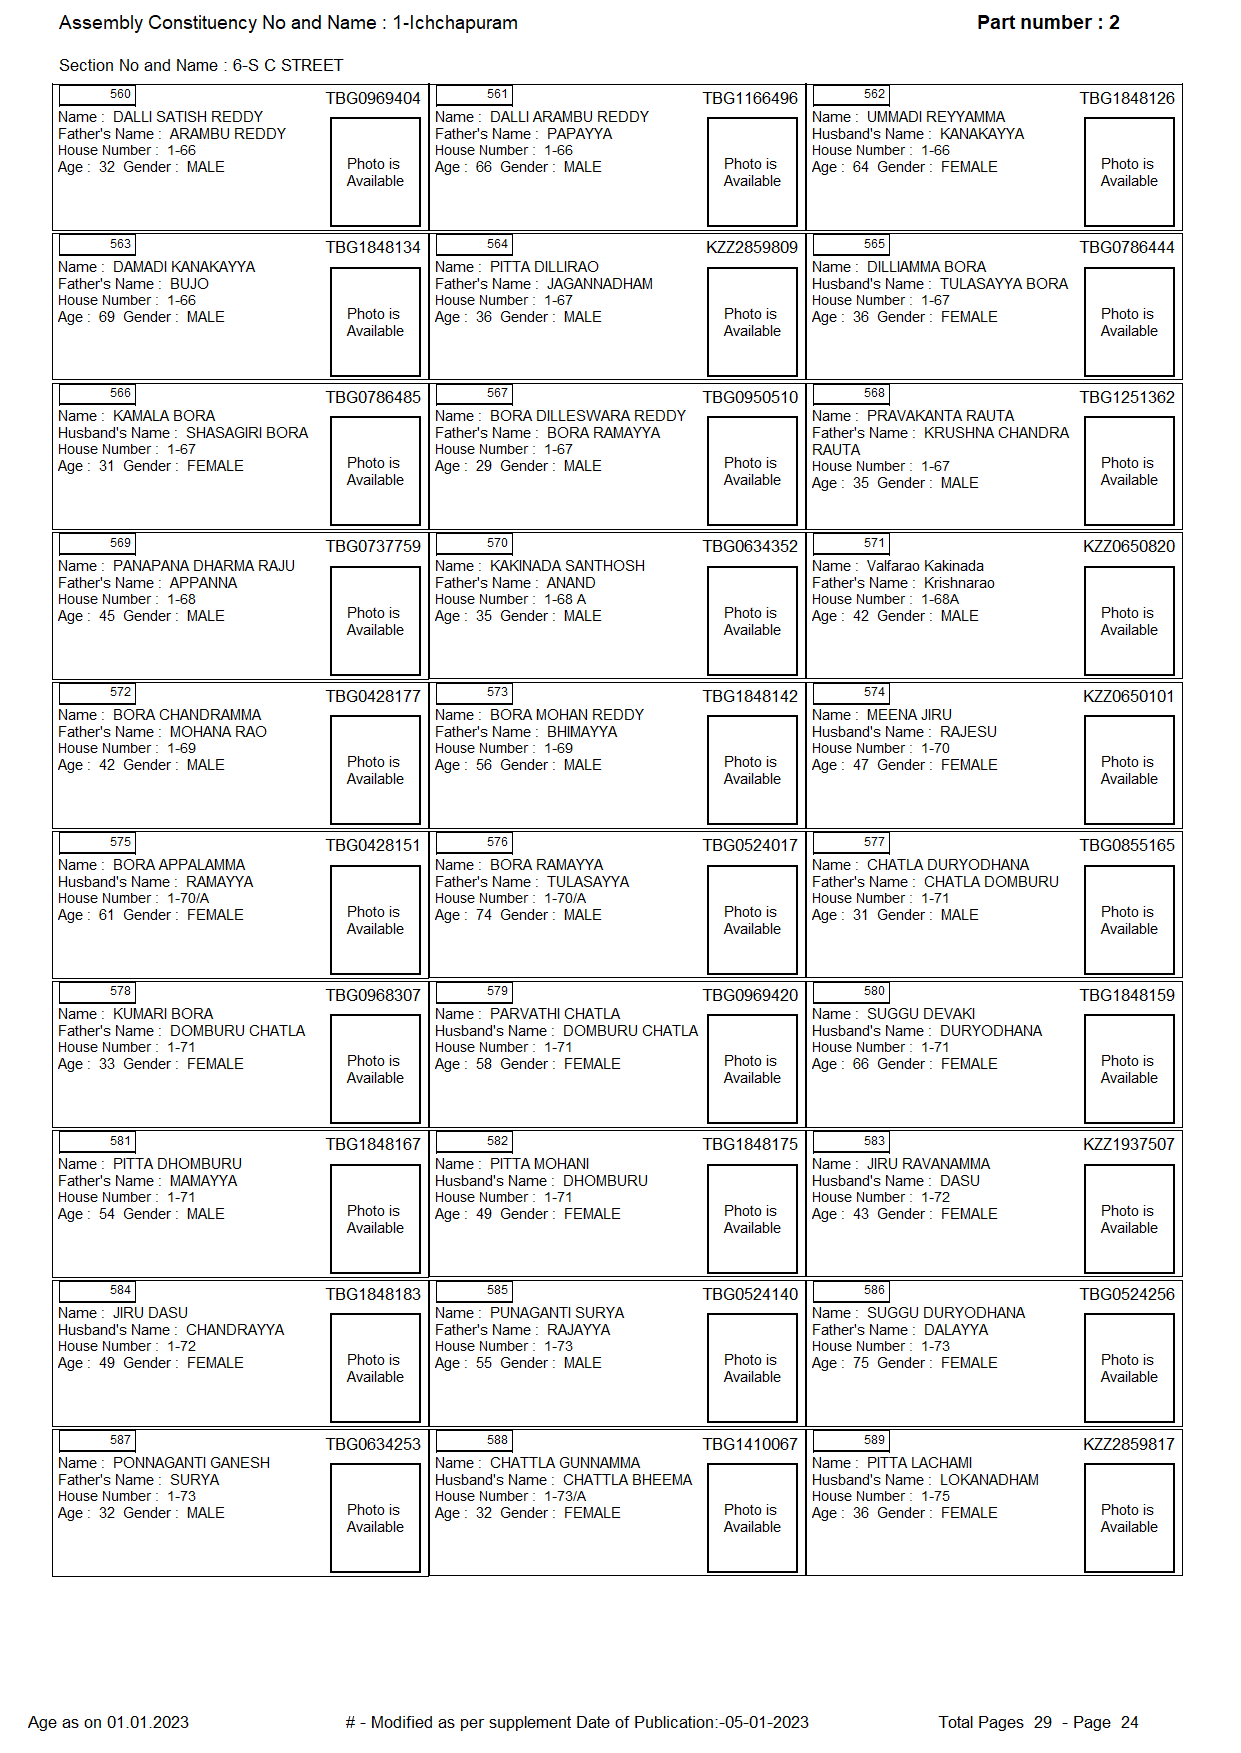 Assembly Constituency No and Name : 1-Ichchapuram
Part number : 2
Section No and Name : 6-S C STREET
560
TBG0969404
Name : DALLI SATISH REDDY
Father's Name : ARAMBU REDDY
House Number : 1-66
Age : 32 Gender : MALE
Photo is
Available
561
TBG1166496
Name : DALLI ARAMBU REDDY
Father's Name : PAPAYYA
House Number : 1-66
Age : 66 Gender : MALE
Photo is
Available
562
TBG1848126
Name : UMMADI REYYAMMA
Husband's Name : KANAKAYYA
House Number : 1-66
Age : 64 Gender : FEMALE
Photo is
Available
563
TBG1848134
Name : DAMADI KANAKAYYA
Father's Name : BUJO
House Number : 1-66
Age : 69 Gender : MALE
Photo is
Available
564
KZZ2859809
Name : PITTA DILLIRAO
Father's Name : JAGANNADHAM
House Number : 1-67
Age : 36 Gender : MALE
Photo is
Available
565
TBG0786444
Name : DILLIAMMA BORA
Husband's Name : TULASAYYA BORA
House Number : 1-67
Age : 36 Gender : FEMALE
Photo is
Available
566
TBG0786485
Name : KAMALA BORA
Husband's Name : SHASAGIRI BORA
House Number : 1-67
Age : 31 Gender : FEMALE
Photo is
Available
567
TBG0950510
Name : BORA DILLESWARA REDDY
Father's Name : BORA RAMAYYA
House Number : 1-67
Age : 29 Gender : MALE
Photo is
Available
568
TBG1251362
Name : PRAVAKANTA RAUTA
Father's Name : KRUSHNA CHANDRA
RAUTA
House Number : 1-67
Age : 35 Gender : MALE
Photo is
Available
569
TBG0737759
Name : PANAPANA DHARMA RAJU
Father's Name : APPANNA
House Number : 1-68
Age : 45 Gender : MALE
Photo is
Available
570
TBG0634352
Name : KAKINADA SANTHOSH
Father's Name : ANAND
House Number : 1-68 A
Age : 35 Gender : MALE
Photo is
Available
571
KZZ0650820
Name : Valfarao Kakinada
Father's Name : Krishnarao
House Number : 1-68A
Age : 42 Gender : MALE
Photo is
Available
572
TBG0428177
Name : BORA CHANDRAMMA
Father's Name : MOHANA RAO
House Number : 1-69
Age : 42 Gender : MALE
Photo is
Available
573
TBG1848142
Name : BORA MOHAN REDDY
Father's Name : BHIMAYYA
House Number : 1-69
Age : 56 Gender : MALE
Photo is
Available
574
KZZ0650101
Name : MEENA JIRU
Husband's Name : RAJESU
House Number : 1-70
Age : 47 Gender : FEMALE
Photo is
Available
575
TBG0428151
Name : BORA APPALAMMA
Husband's Name : RAMAYYA
House Number : 1-70/A
Age : 61 Gender : FEMALE
Photo is
Available
576
TBG0524017
Name : BORA RAMAYYA
Father's Name : TULASAYYA
House Number : 1-70/A
Age : 74 Gender : MALE
Photo is
Available
577
TBG0855165
Name : CHATLA DURYODHANA
Father's Name : CHATLA DOMBURU
House Number : 1-71
Age : 31 Gender : MALE
Photo is
Available
578
TBG0968307
Name : KUMARI BORA
Father's Name : DOMBURU CHATLA
House Number : 1-71
Age : 33 Gender : FEMALE
Photo is
Available
579
TBG0969420
Name : PARVATHI CHATLA
Husband's Name : DOMBURU CHATLA
House Number : 1-71
Age : 58 Gender : FEMALE
Photo is
Available
580
TBG1848159
Name : SUGGU DEVAKI
Husband's Name : DURYODHANA
House Number : 1-71
Age : 66 Gender : FEMALE
Photo is
Available
581
TBG1848167
Name : PITTA DHOMBURU
Father's Name : MAMAYYA
House Number : 1-71
Age : 54 Gender : MALE
Photo is
Available
582
TBG1848175
Name : PITTA MOHANI
Husband's Name : DHOMBURU
House Number : 1-71
Age : 49 Gender : FEMALE
Photo is
Available
583
KZZ1937507
Name : JIRU RAVANAMMA
Husband's Name : DASU
House Number : 1-72
Age : 43 Gender : FEMALE
Photo is
Available
584
TBG1848183
Name : JIRU DASU
Husband's Name : CHANDRAYYA
House Number : 1-72
Age : 49 Gender : FEMALE
Photo is
Available
585
TBG0524140
Name : PUNAGANTI SURYA
Father's Name : RAJAYYA
House Number : 1-73
Age : 55 Gender : MALE
Photo is
Available
586
TBG0524256
Name : SUGGU DURYODHANA
Father's Name : DALAYYA
House Number : 1-73
Age : 75 Gender : FEMALE
Photo is
Available
587
TBG0634253
Name : PONNAGANTI GANESH
Father's Name : SURYA
House Number : 1-73
Age : 32 Gender : MALE
Photo is
Available
588
TBG1410067
Name : CHATTLA GUNNAMMA
Husband's Name : CHATTLA BHEEMA
House Number : 1-73/A
Age : 32 Gender : FEMALE
Photo is
Available
589
KZZ2859817
Name : PITTA LACHAMI
Husband's Name : LOKANADHAM
House Number : 1-75
Age : 36 Gender : FEMALE
Photo is
Available
Age as on 01.01.2023
# - Modified as per supplement Date of Publication:-05-01-2023
Total Pages 29 - Page 24